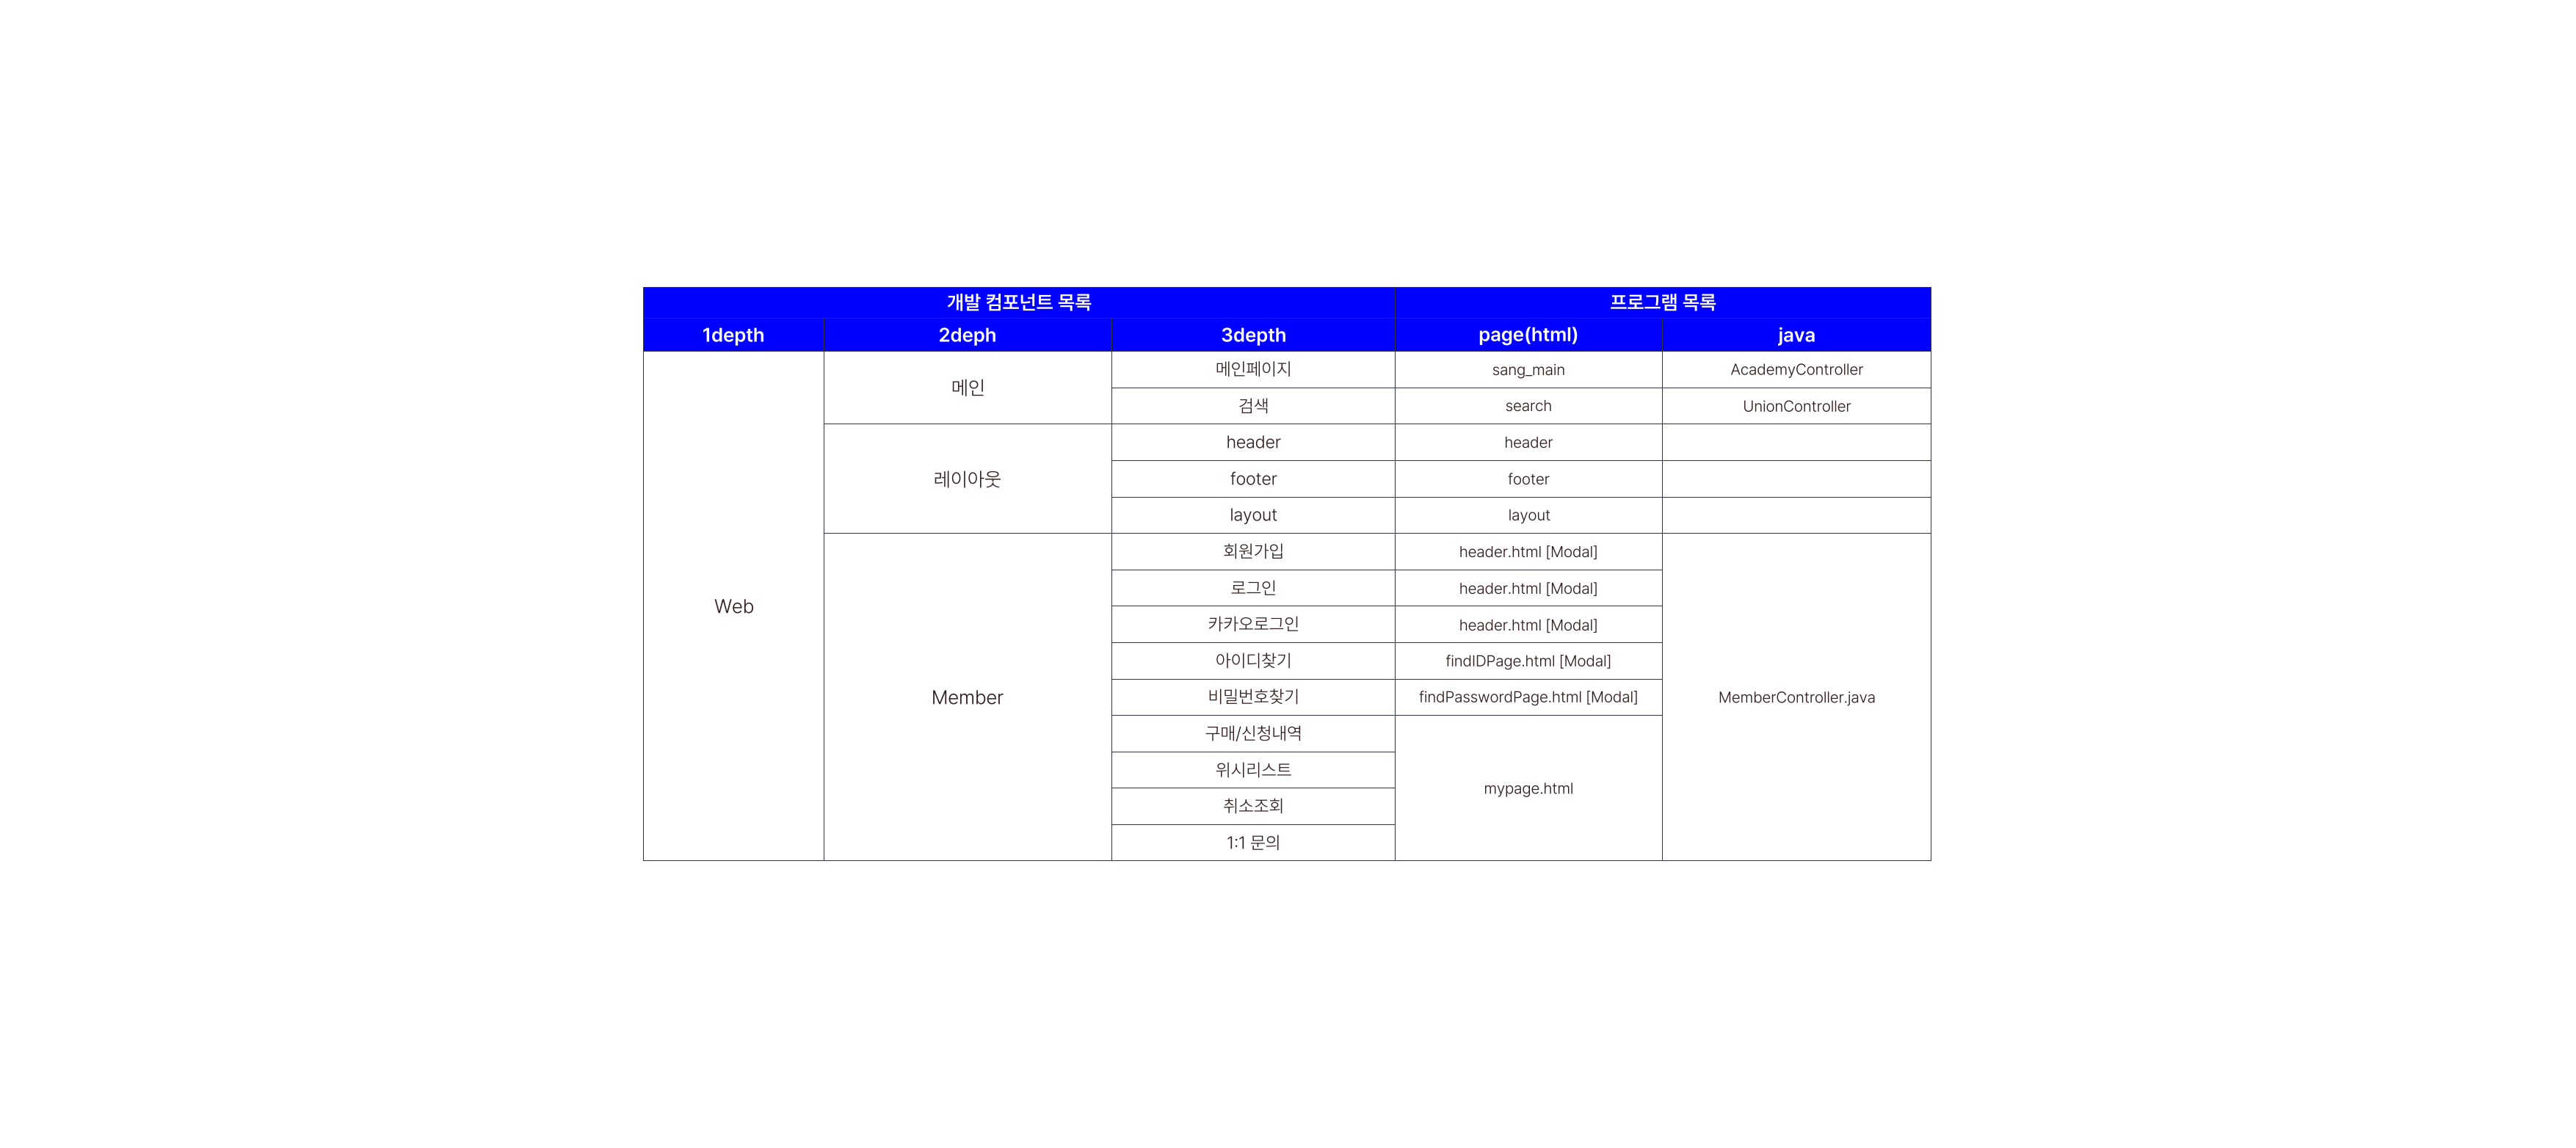 개발 컴포넌트 목록 프로그램 목록
1depth 2deph 3depth page(html) java
Web
메인
메인페이지 sang_main AcademyController
검색 search UnionController
레이아웃
header header
footer footer
layout layout
Member
회원가입 header.html [Modal]
로그인 header.html [Modal]
카카오로그인 header.html [Modal]
아이디찾기 findIDPage.html [Modal]
비밀번호찾기 findPasswordPage.html [Modal]
MemberController.java
구매/신청내역
위시리스트
취소조회
1:1 문의
mypage.html